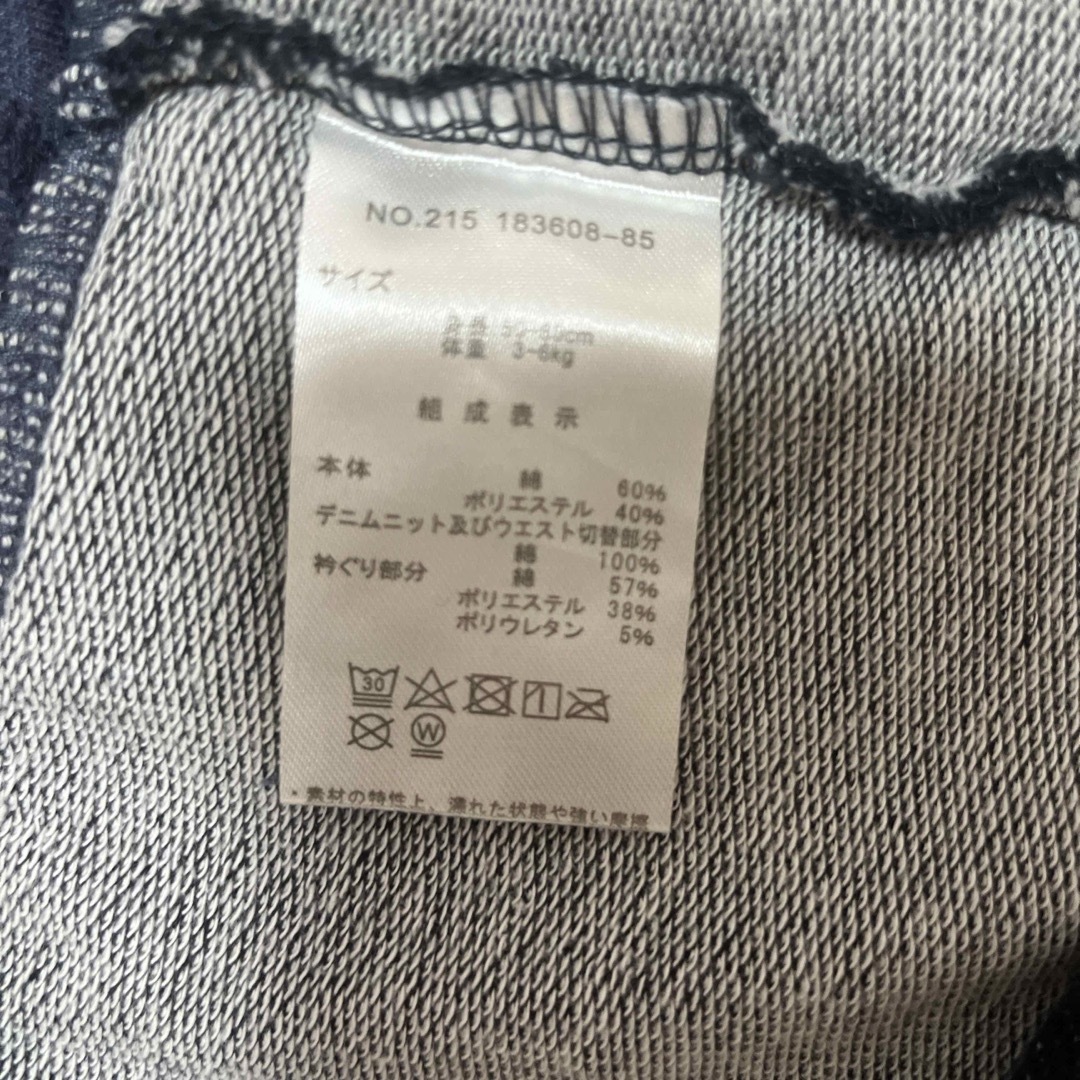 NO.215 183608-85
サイズ
身長
体重 3-6kg
組成表示
本体 綿 60%
ポリエステル 40%
デニムニット及びウエスト切替部分
綿 100%
衿ぐり部分 綿 57%
ポリエステル 38%
ポリウレタン 5%
30
W
・素材の特性上、濡れた状態や強い摩擦